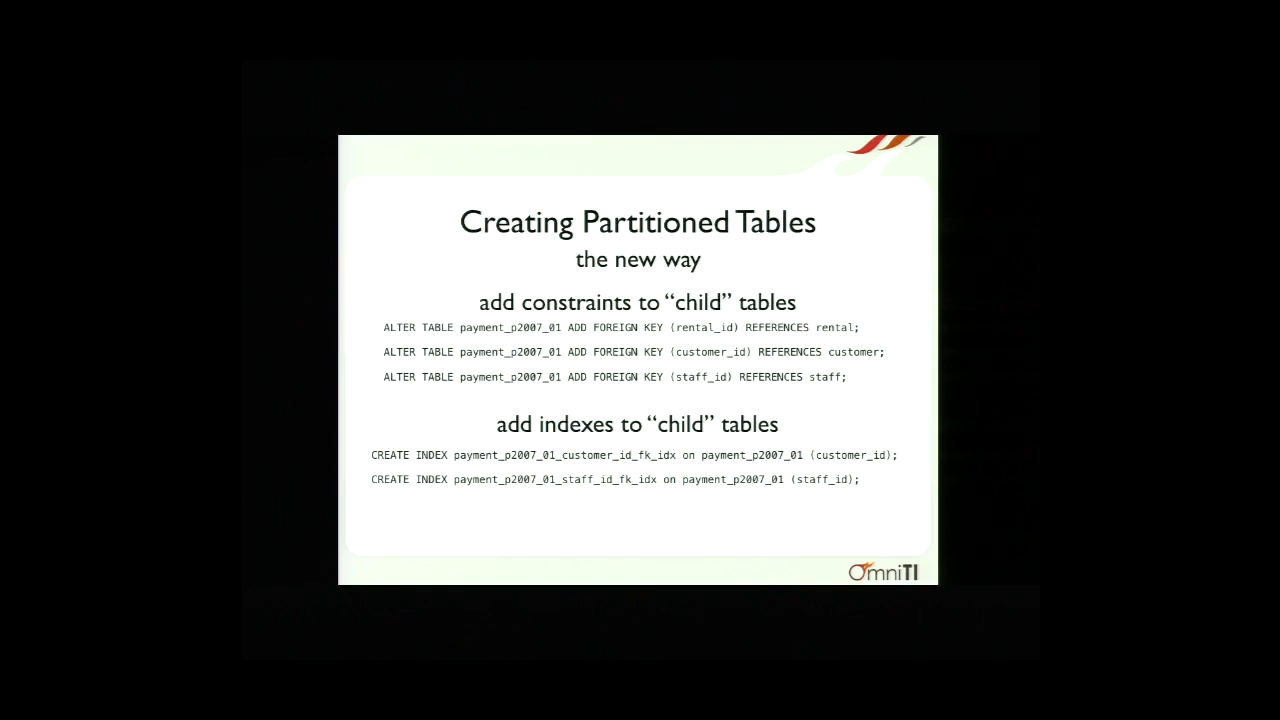 Creating Partitioned Tables
the new way
add constraints to “child” tables
ALTER TABLE payment_p2007_01 ADD FOREIGN KEY (rental_id) REFERENCES rental;
ALTER TABLE payment_p2007_01 ADD FOREIGN KEY (customer_id) REFERENCES customer;
ALTER TABLE payment_p2007_01 ADD FOREIGN KEY (staff_id) REFERENCES staff;
add indexes to “child” tables
CREATE INDEX payment_p2007_01_customer_id_fk_idx on payment_p2007_01 (customer_id);
CREATE INDEX payment_p2007_01_staff_id_fk_idx on payment_p2007_01 (staff_id);
OmniTI